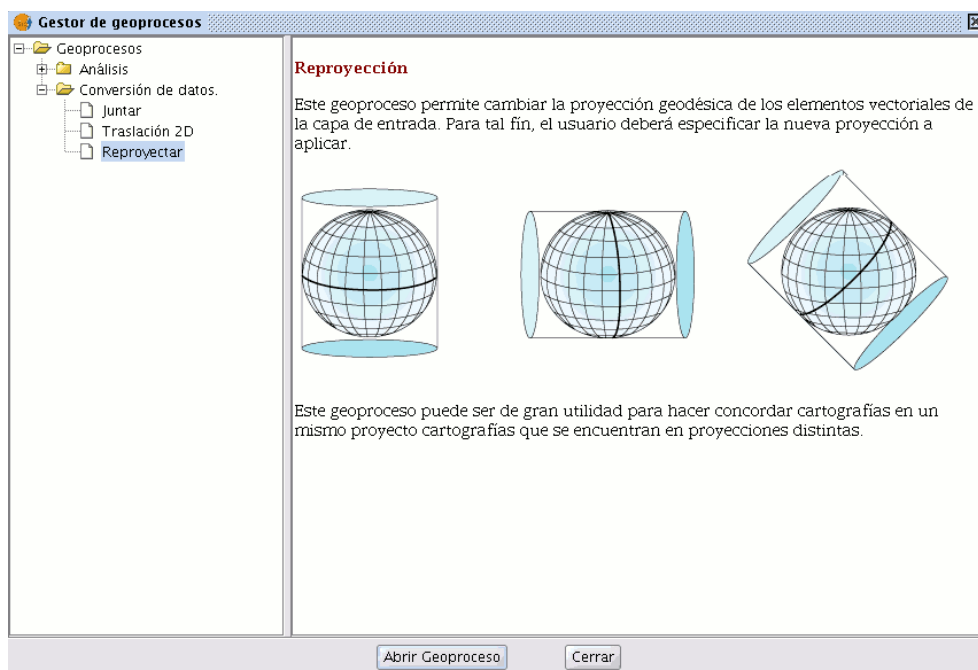 Gestor de geoprocesos
Geoprocesos
Análisis
Conversión de datos.
Juntar
Traslación 2D
Reproyectar
Reproyección
Este geoproceso permite cambiar la proyección geodésica de los elementos vectoriales de
la capa de entrada. Para tal fín, el usuario deberá especificar la nueva proyección a
aplicar.
Este geoproceso puede ser de gran utilidad para hacer concordar cartografías en un
mismo proyecto cartografías que se encuentran en proyecciones distintas.
Abrir Geoproceso
Cerrar